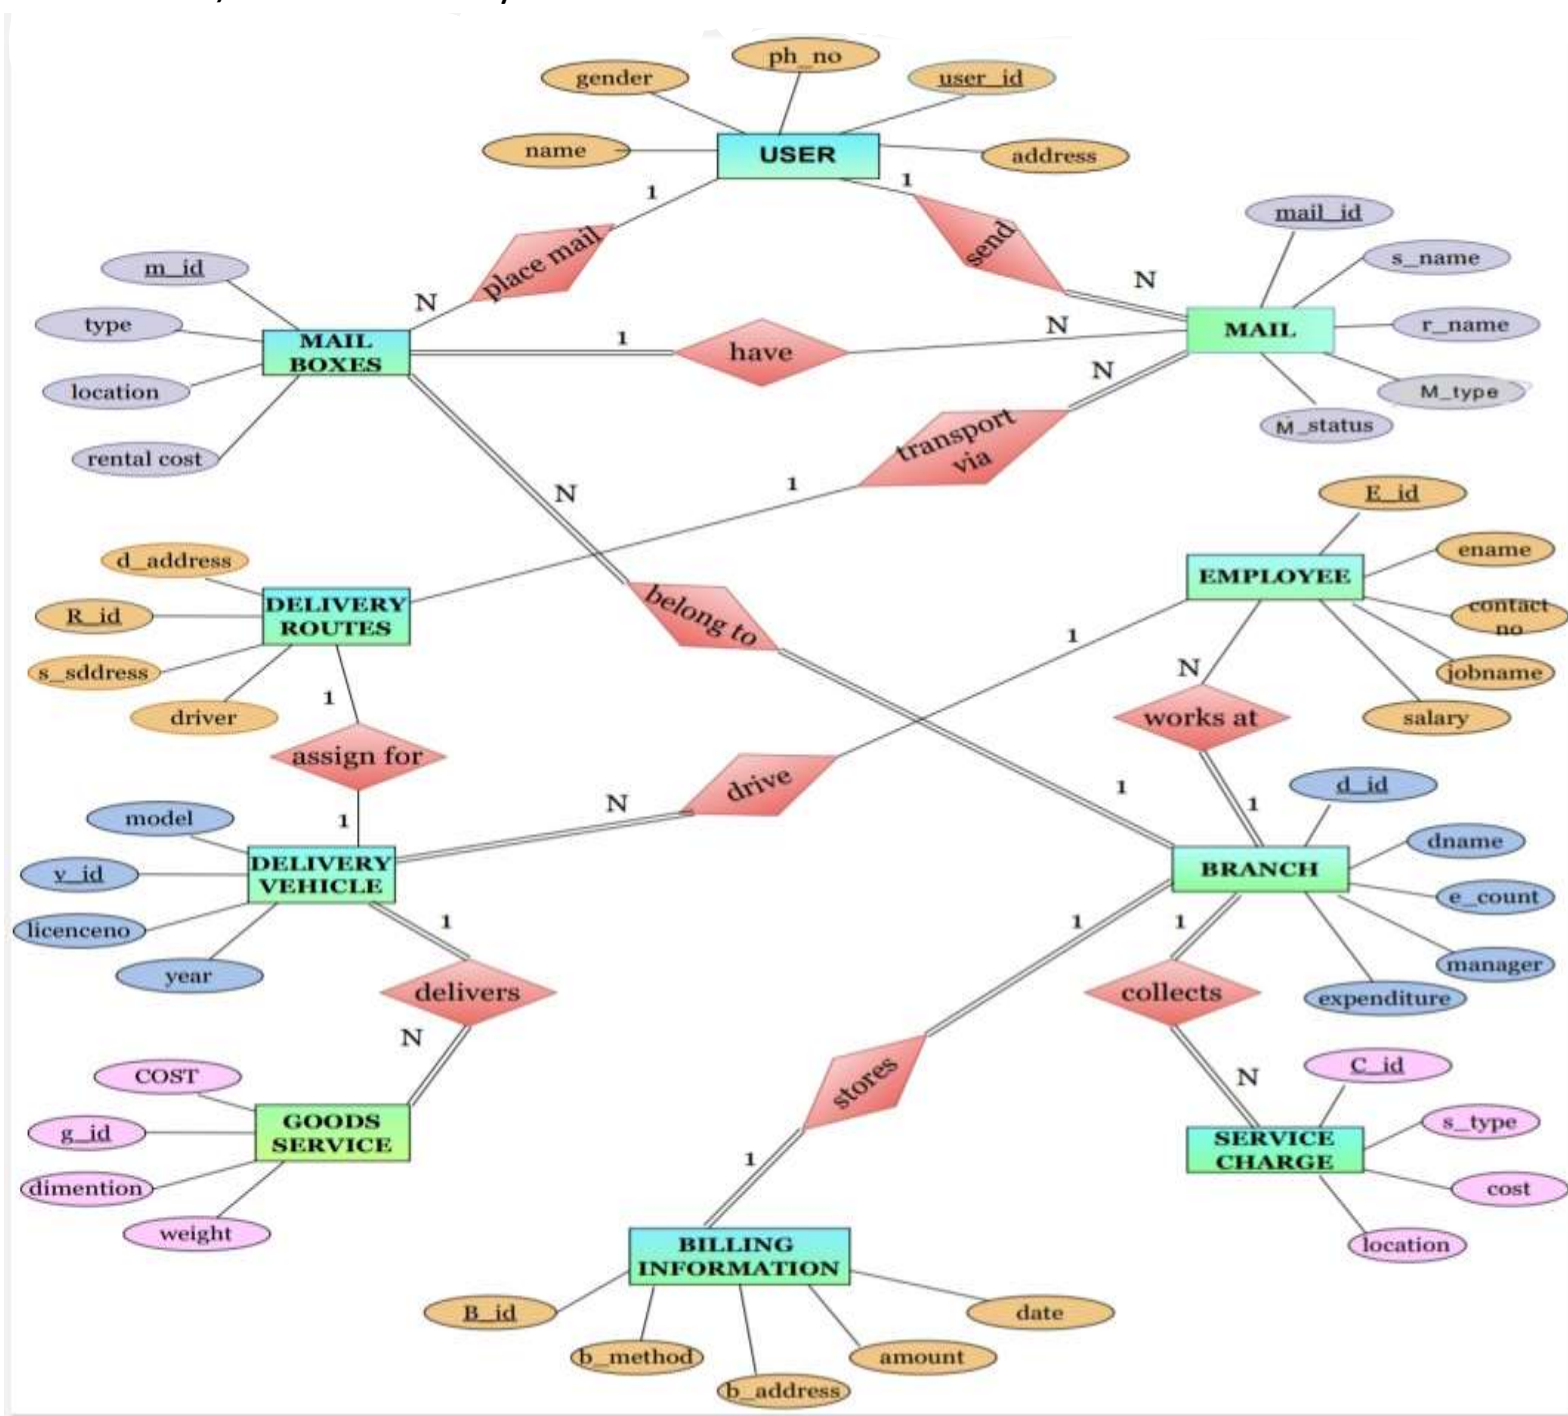 ph_no
gender
user_id
name
USER
address
1
1
mail_id
place mail
send
s_name
m_id
N
N
type
r_name
MAIL
BOXES
1
have
N
MAIL
location
N
M_type
rental cost
transport
via
M_status
1
N
E_id
d_address
ename
EMPLOYEE
R_id
DELIVERY
ROUTES
belong to
contact
no
1
s_sddress
jobname
1
N
driver
works at
salary
assign for
drive
1
d_id
model
1
N
1
dname
v_id
DELIVERY
VEHICLE
BRANCH
e_count
licenceno
1
1
1
manager
year
delivers
collects
expenditure
N
COST
stores
N
C_id
g_id
GOODS
SERVICE
s_type
1
SERVICE
CHARGE
dimention
cost
weight
BILLING
INFORMATION
location
B_id
date
b_method
amount
b_address